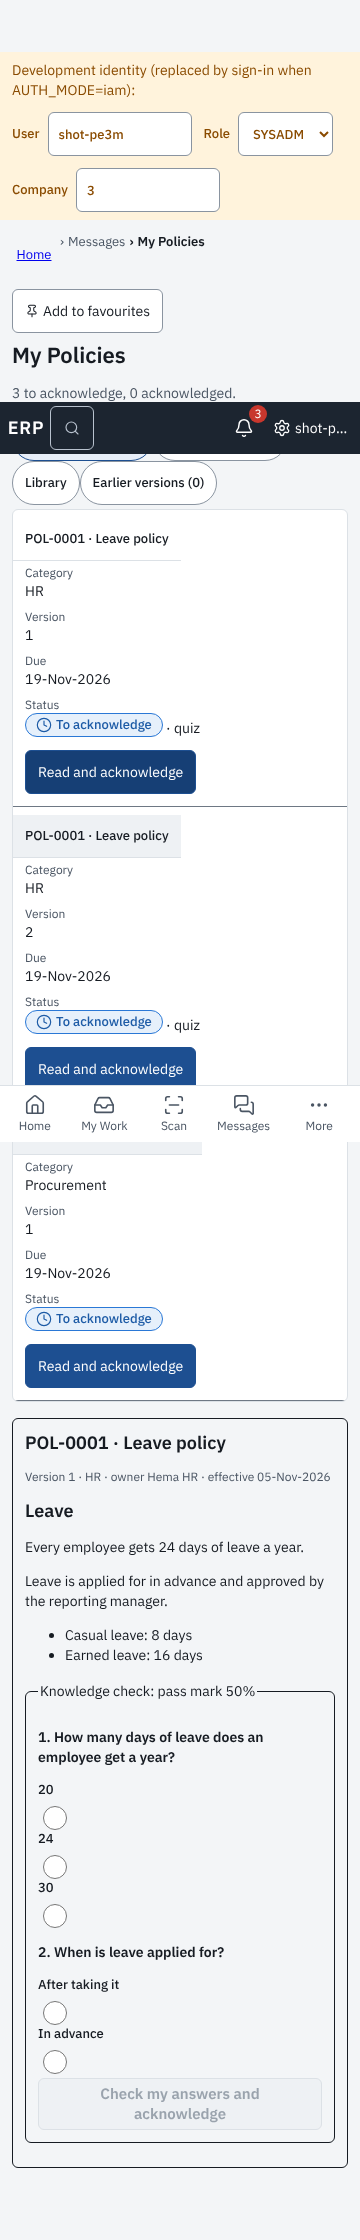 Development identity (replaced by sign-in when
AUTH_MODE=iam):
User shot-pe3m Role SYSADM
Company 3
Home › Messages › My Policies
Add to favourites
My Policies
3 to acknowledge, 0 acknowledged.
ERP 3 shot-p...
Library Earlier versions (0)
POL-0001 · Leave policy
Category
HR
Version
1
Due
19-Nov-2026
Status
To acknowledge · quiz
Read and acknowledge
POL-0001 · Leave policy
Category
HR
Version
2
Due
19-Nov-2026
Status
To acknowledge · quiz
Read and acknowledge
Home My Work Scan Messages More
Category
Procurement
Version
1
Due
19-Nov-2026
Status
To acknowledge
Read and acknowledge
POL-0001 · Leave policy
Version 1 · HR · owner Hema HR · effective 05-Nov-2026
Leave
Every employee gets 24 days of leave a year.
Leave is applied for in advance and approved by
the reporting manager.
• Casual leave: 8 days
• Earned leave: 16 days
Knowledge check: pass mark 50%
1. How many days of leave does an
employee get a year?
20
24
30
2. When is leave applied for?
After taking it
In advance
Check my answers and
acknowledge